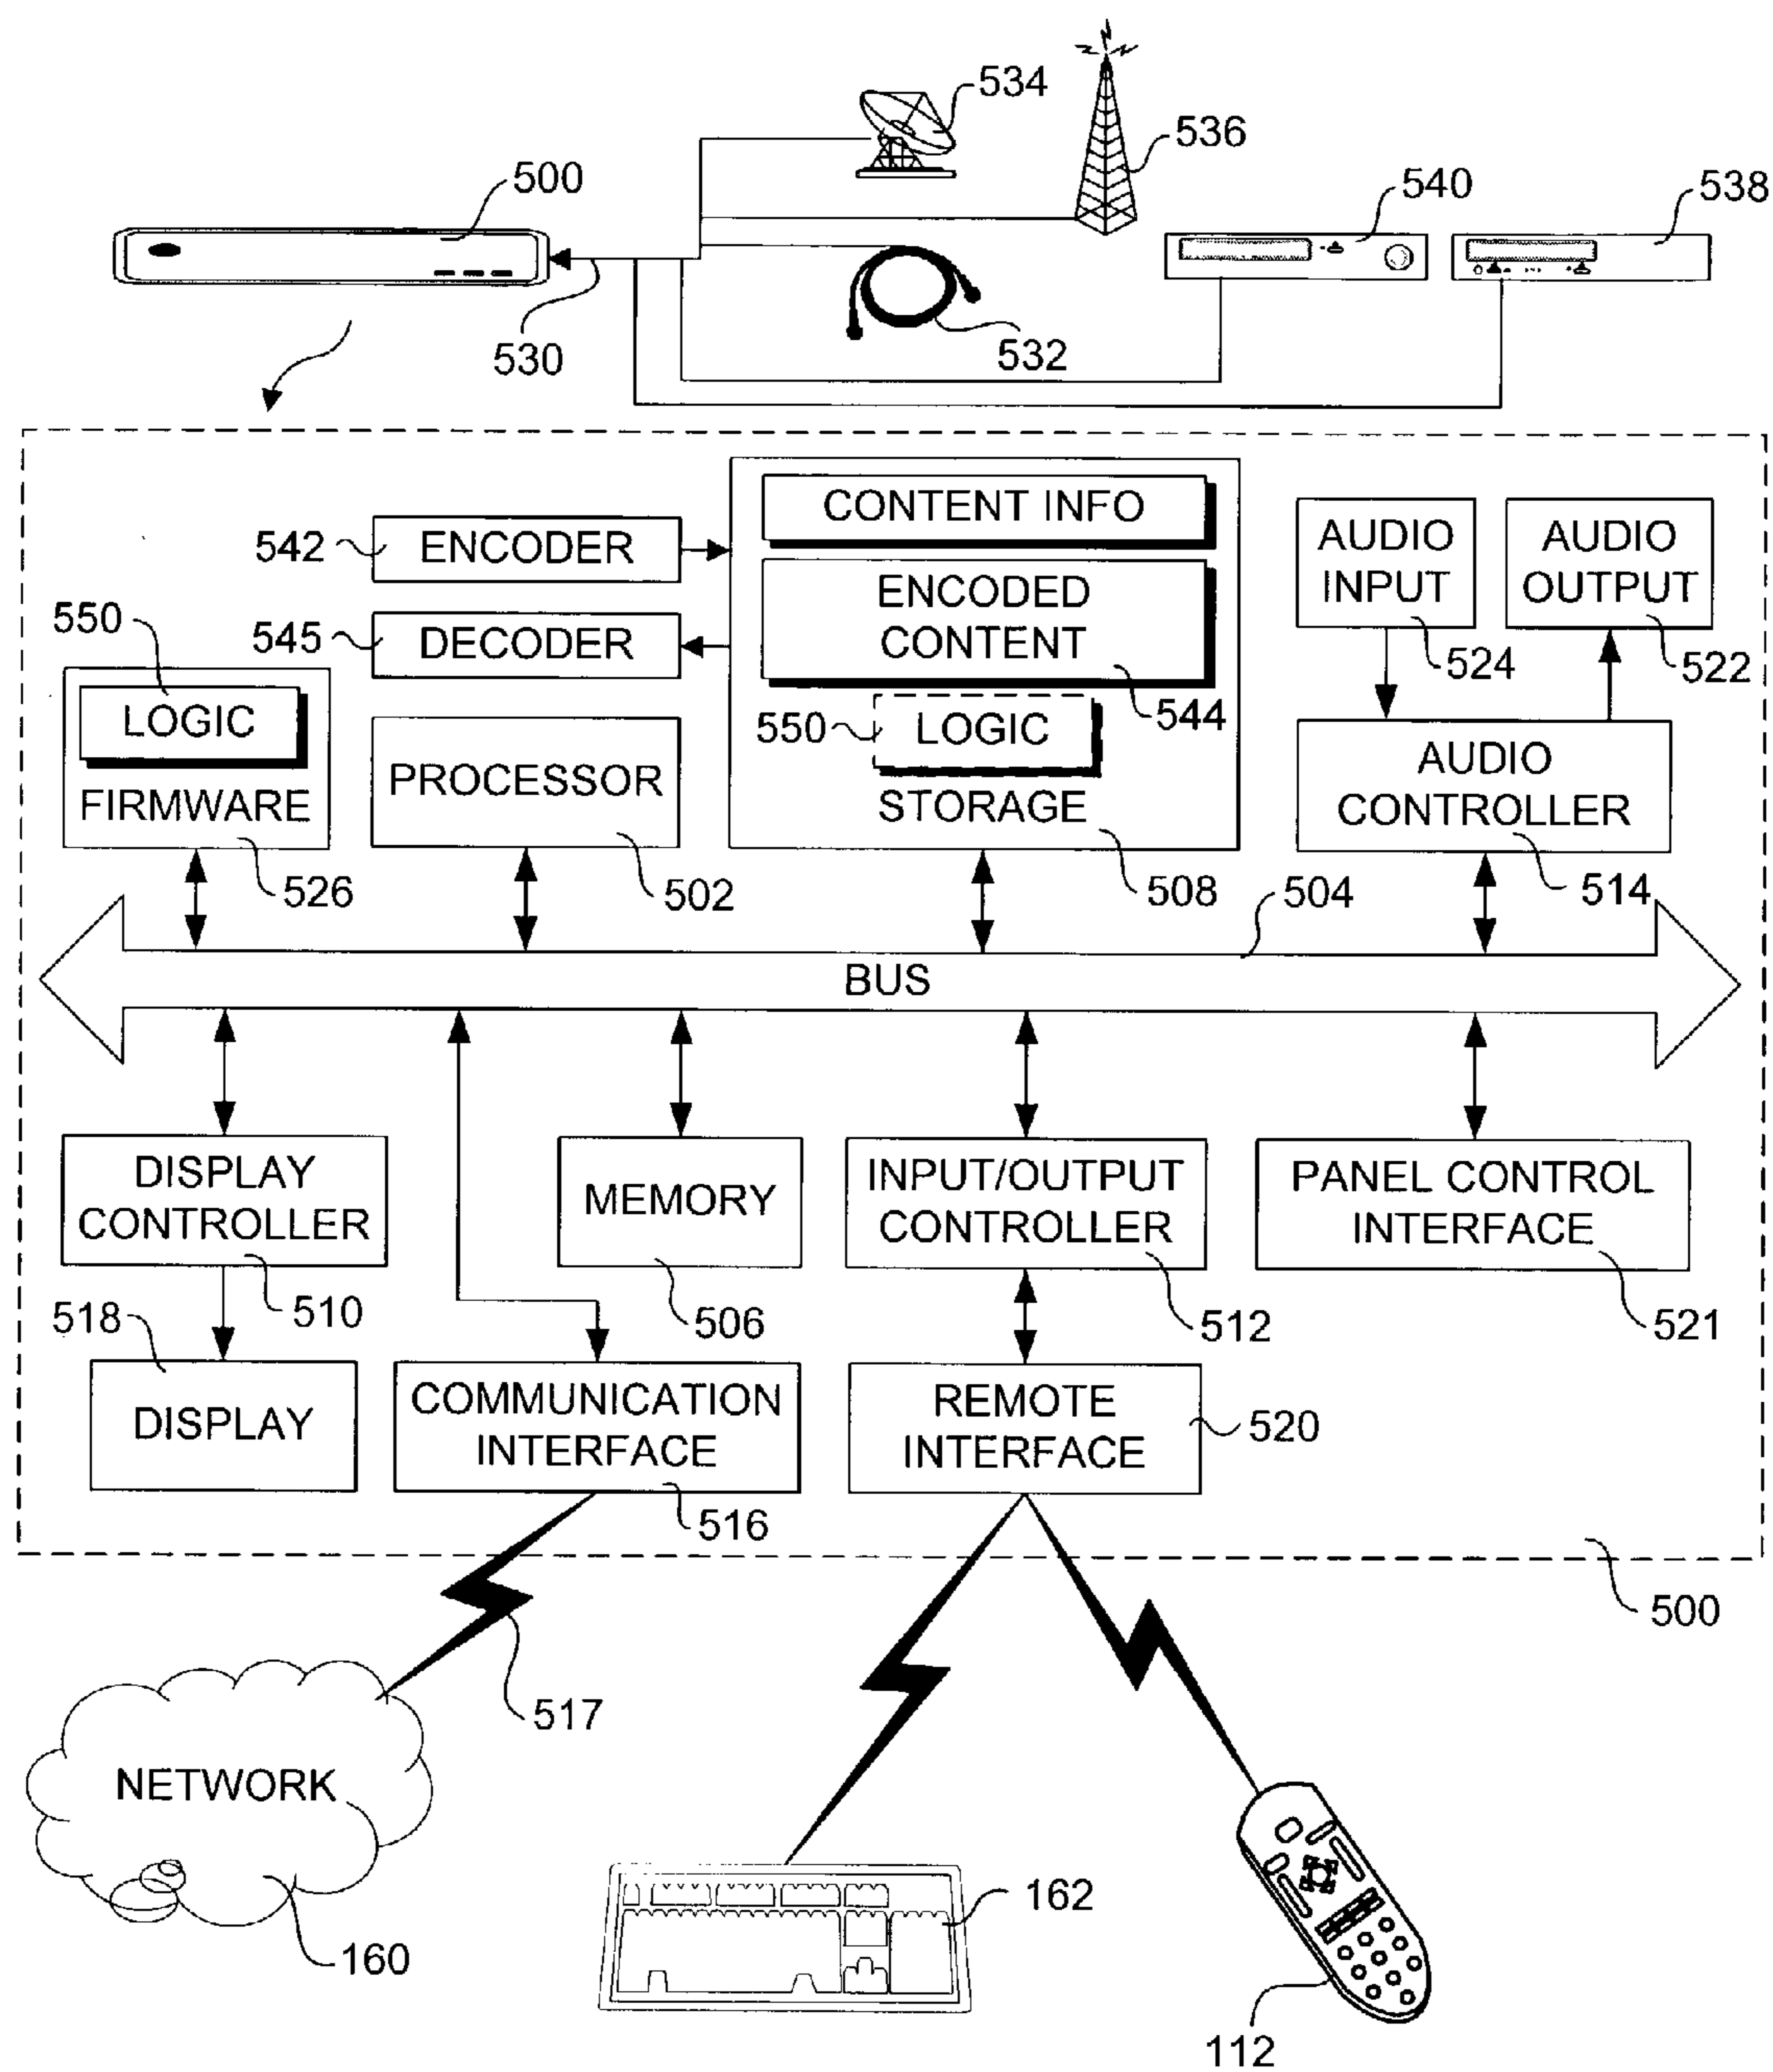 534
536
500
540
538
530
532
CONTENT INFO
542
ENCODER
AUDIO
INPUT
AUDIO
OUTPUT
ENCODED
CONTENT
550
545
DECODER
524
522
LOGIC
544
550
LOGIC
PROCESSOR
AUDIO
CONTROLLER
FIRMWARE
STORAGE
526
502
508
504
514
BUS
DISPLAY
CONTROLLER
MEMORY
INPUT/OUTPUT
CONTROLLER
PANEL CONTROL
INTERFACE
518
510
506
512
521
DISPLAY
COMMUNICATION
INTERFACE
REMOTE
INTERFACE
520
516
500
517
NETWORK
162
160
112